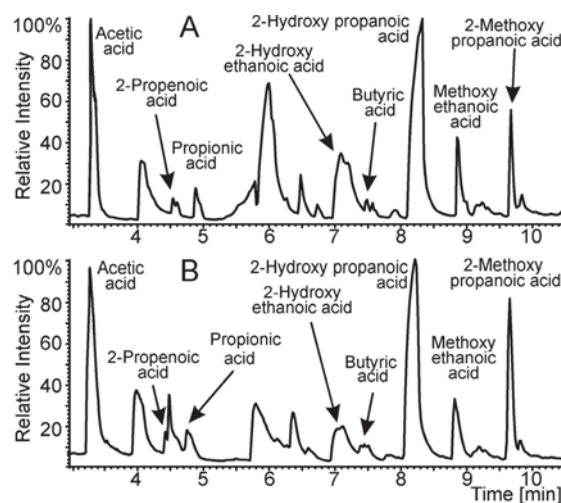 Relative Intensity
100%
80
60
40
20
A
Acetic
acid
2-Propenoic
acid
Propionic
acid
2-Hydroxy
ethanoic acid
2-Hydroxy propanoic
acid
Butyric
acid
Methoxy
ethanoic acid
2-Methoxy
propanoic acid
4 5 6 7 8 9 10
Relative Intensity
100%
80
60
40
20
B
Acetic
acid
2-Propenoic
acid
Propionic
acid
2-Hydroxy propanoic
acid
2-Hydroxy
ethanoic acid
Butyric
acid
Methoxy
ethanoic acid
2-Methoxy
propanoic acid
4 5 6 7 8 9 10
Time [min]